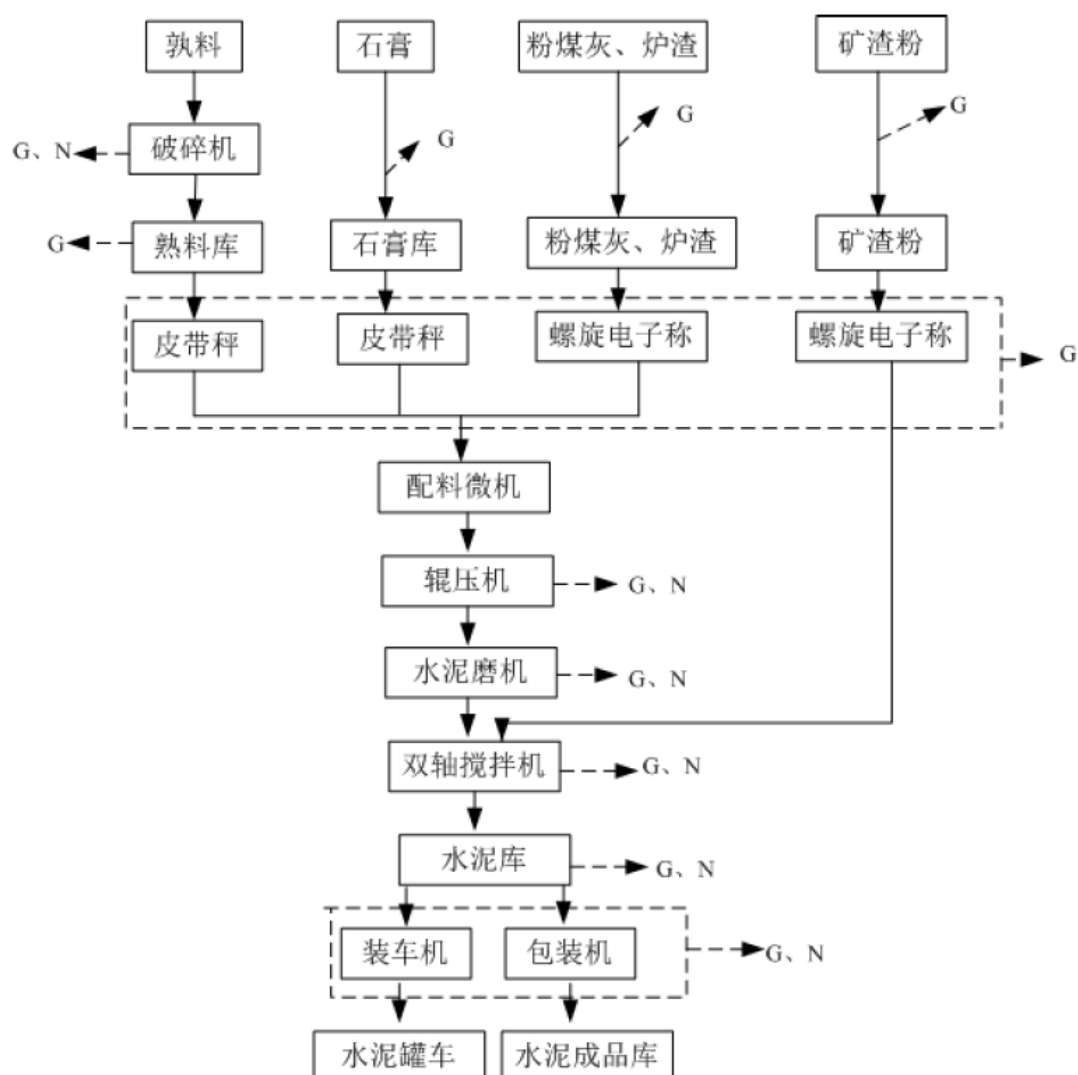 孰料 石膏 粉煤灰、炉渣 矿渣粉
G G G
G、N 破碎机
G 熟料库 石膏库 粉煤灰、炉渣 矿渣粉
皮带秤 皮带秤 螺旋电子称 螺旋电子称 G
配料微机
辊压机 G、N
水泥磨机 G、N
双轴搅拌机 G、N
水泥库 G、N
装车机 包装机 G、N
水泥罐车 水泥成品库